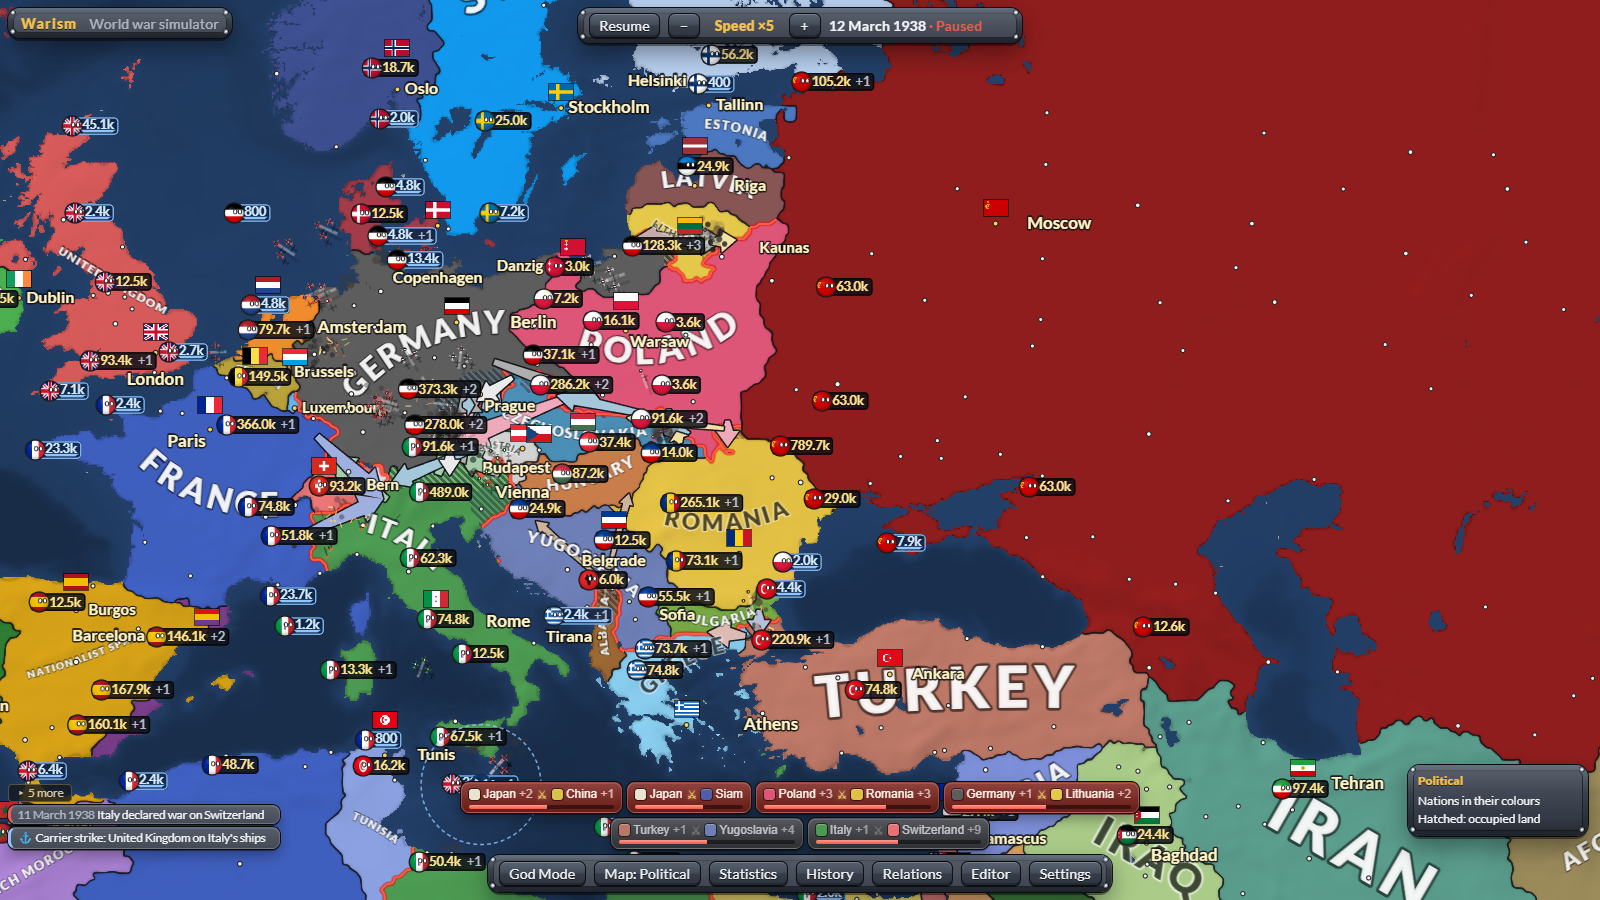 Warism World war simulator
Resume − Speed ×5 + 12 March 1938 · Paused
56.2k
18.7k
Oslo
Helsinki
400
105.2k +1
Stockholm
Tallinn
2.0k
25.0k
ESTONIA
45.1k
24.9k
Riga
4.8k
2.4k
800
12.5k
7.2k
Moscow
4.8k +1
128.3k +3
Kaunas
13.4k
Danzig
3.0k
Copenhagen
12.5k
63.0k
5k
Dublin
4.8k
7.2k
79.7k +1
Amsterdam
GERMANY
Berlin
16.1k
3.6k
POLAND
Warsaw
93.4k +1
2.7k
37.1k +1
London
149.5k
Brussels
7.1k
373.3k +2
286.2k +2
3.6k
63.0k
2.4k
Luxembour
Prague
366.0k +1
278.0k +2
91.6k +2
Paris
23.3k
91.6k +1
37.4k
14.0k
789.7k
FRANCE
Budapest
87.2k
93.2k
Bern
489.0k
Vienna
HUNGARY
29.0k
63.0k
74.8k
24.9k
265.1k +1
ROMANIA
51.8k +1
12.5k
7.9k
62.3k
Belgrade
73.1k +1
2.0k
6.0k
4.4k
12.5k
Burgos
23.7k
1.2k
74.8k
Rome
55.5k +1
Sofia
2.4k +1
Barcelona
146.1k +2
Tirana
220.9k +1
12.6k
NATIONALIST SP
12.5k
73.7k +1
13.3k +1
74.8k
Ankara
TURKEY
74.8k
167.9k +1
160.1k +1
Athens
67.5k +1
800
Tunis
16.2k
48.7k
6.4k
2.4k
Tehran
97.4k
IRAN
▸ 5 more
11 March 1938 Italy declared war on Switzerland
Carrier strike: United Kingdom on Italy's ships
Japan +2 China +1
Japan Siam
Poland +3 Romania +3
Germany +1 Lithuania +2
Turkey +1 Yugoslavia +4
Italy +1 Switzerland +9
TUNISIA
amascus
24.4k
Baghdad
IRAQ
AFG
50.4k +1
CH MOROC
Political
Nations in their colours
Hatched: occupied land
God Mode Map: Political Statistics History Relations Editor Settings